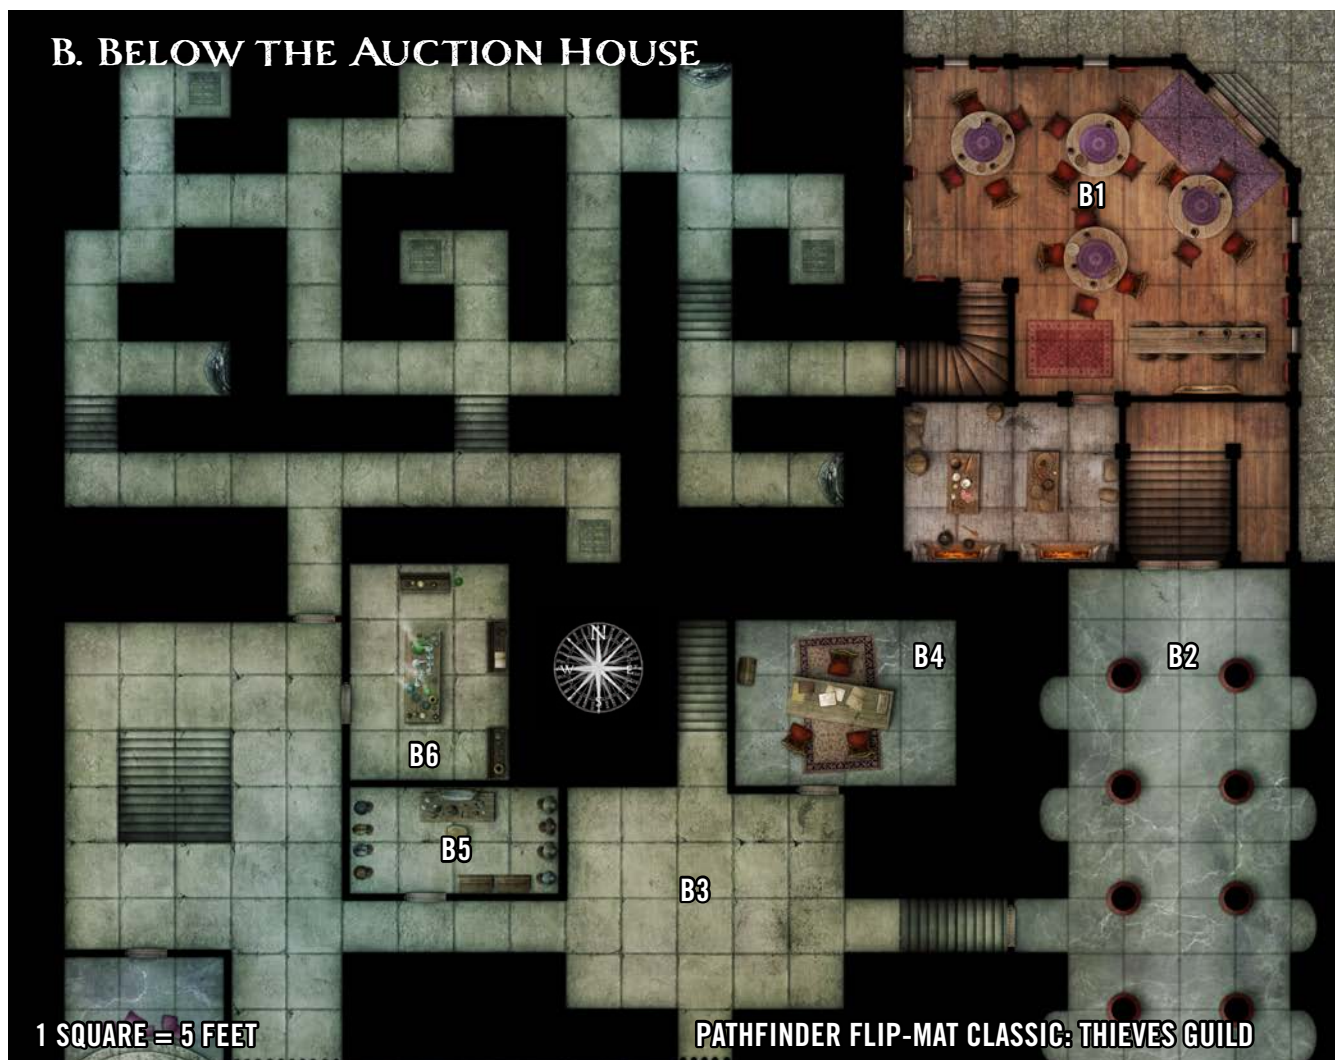 B. Below the Auction House
B1
N
W E
S
B4
B2
B6
B5
B3
1 SQUARE = 5 FEET
PATHFINDER FLIP-MAT CLASSIC: THIEVES GUILD